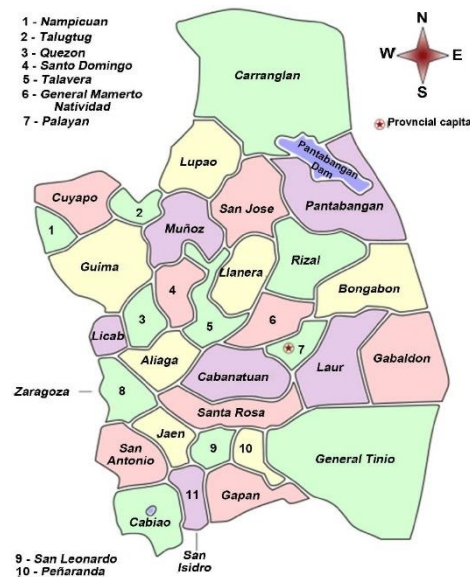 1 - Nampicuan
2 - Talugtug
3 - Quezon
4 - Santo Domingo
5 - Talavera
6 - General Mamerto
Natividad
7 - Palayan
N
W
E
S
Provncial capita
Carranglan
Pantabangan
Dam
Lupao
Cuyapo
2
San Jose
Pantabangan
1
Muñoz
Guima
Llanera
Rizal
4
Bongabon
3
5
6
Licab
7
Aliaga
Cabanatuan
Laur
Gabaldon
Zaragoza
8
Santa Rosa
Jaen
San
Antonio
9
10
General Tinio
11
Gapan
Cabiao
San
Isidro
9 - San Leonardo
10 - Peñaranda